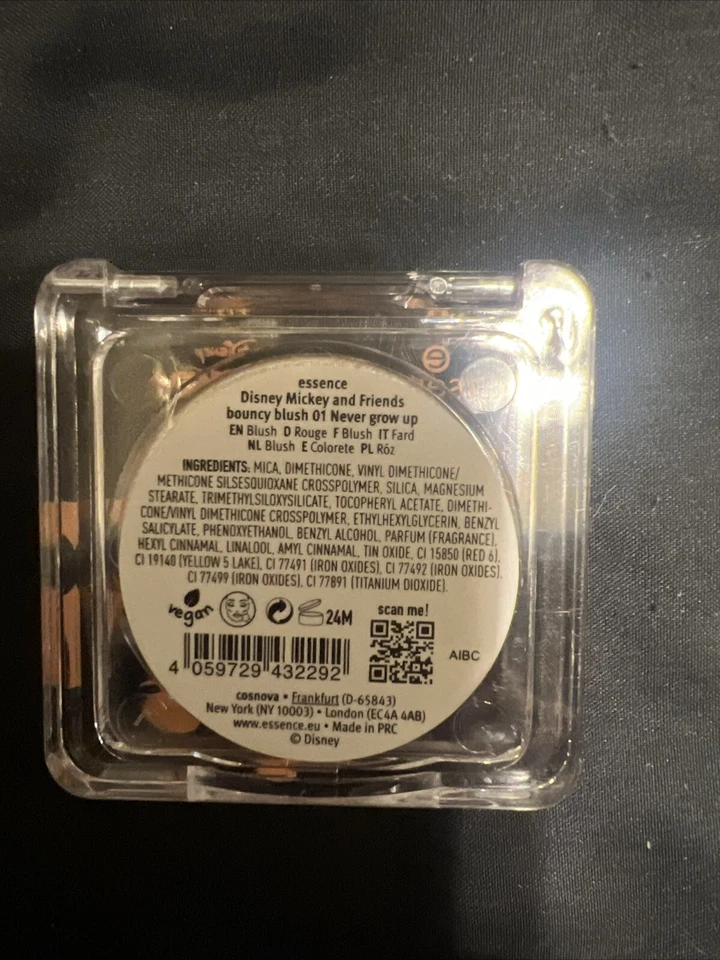 essence
Disney Mickey and Friends
bouncy blush 01 Never grow up
EN Blush D Rouge F Blush IT Fard
NL Blush E Colorete PL Róż
INGREDIENTS: MICA, DIMETHICONE, VINYL DIMETHICONE/
METHICONE SILSESQUIOXANE CROSSPOLYMER, SILICA, MAGNESIUM
STEARATE, TRIMETHYLSILOXYSILICATE, TOCOPHERYL ACETATE, DIMETHI-
CONE/VINYL DIMETHICONE CROSSPOLYMER, ETHYLHEXYLGLYCERIN, BENZYL
SALICYLATE, PHENOXYETHANOL, BENZYL ALCOHOL, PARFUM (FRAGRANCE),
HEXYL CINNAMAL, LINALOOL, AMYL CINNAMAL, TIN OXIDE, CI 15850 (RED 6),
CI 19140 (YELLOW 5 LAKE), CI 77491 (IRON OXIDES), CI 77492 (IRON OXIDES),
CI 77499 (IRON OXIDES), CI 77891 (TITANIUM DIOXIDE).
vegan
24M
scan me!
4 059729 432292
AIBC
cosnova • Frankfurt (D-65843)
New York (NY 10003) • London (EC4A 4AB)
www.essence.eu • Made in PRC
© Disney